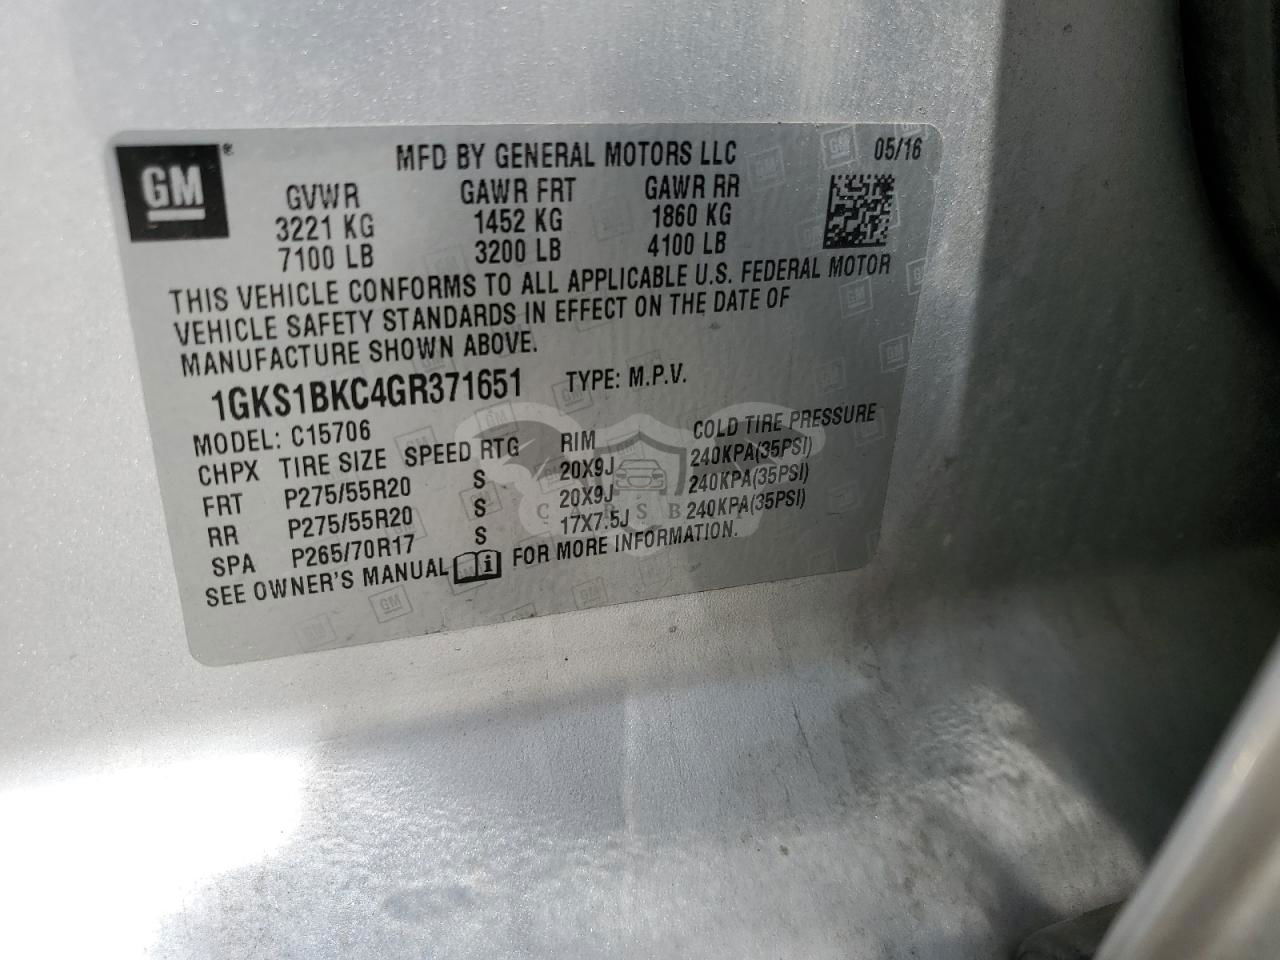 GM®
MFD BY GENERAL MOTORS LLC 05/16
GVWR GAWR FRT GAWR RR
3221 KG 1452 KG 1860 KG
7100 LB 3200 LB 4100 LB
THIS VEHICLE CONFORMS TO ALL APPLICABLE U.S. FEDERAL MOTOR
VEHICLE SAFETY STANDARDS IN EFFECT ON THE DATE OF
MANUFACTURE SHOWN ABOVE.
1GKS1BKC4GR371651 TYPE: M.P.V.
MODEL: C15706
CHPX TIRE SIZE SPEED RTG RIM COLD TIRE PRESSURE
FRT P275/55R20 S 20X9J 240KPA(35PSI)
RR P275/55R20 S 20X9J 240KPA(35PSI)
SPA P265/70R17 S 17X7.5J 240KPA(35PSI)
SEE OWNER'S MANUAL i FOR MORE INFORMATION.